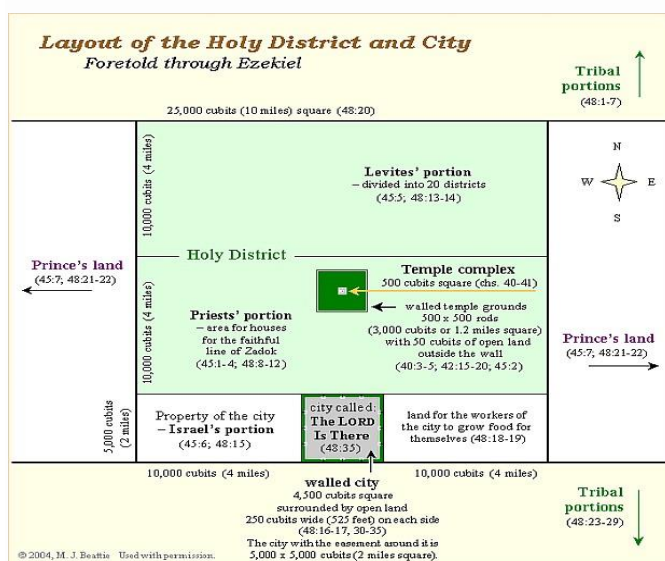 Layout of the Holy District and City
Foretold through Ezekiel
Tribal
portions
(48:1-7)
25,000 cubits (10 miles) square (48:20)
N
W E
S
10,000 cubits (4 miles)
Levites' portion
– divided into 20 districts
(45:5; 48:13-14)
Holy District
Prince's land
(45:7; 48:21-22)
10,000 cubits (4 miles)
Priests' portion
– area for houses
for the faithful
line of Zadok
(45:1-4; 48:8-12)
Temple complex
500 cubits square (chs. 40-41)
walled temple grounds
500 x 500 rods
(3,000 cubits or 1.2 miles square)
with 50 cubits of open land
outside the wall
(40:3-5; 42:15-20; 45:2)
Prince's land
(45:7; 48:21-22)
5,000 cubits
(2 miles)
Property of the city
– Israel's portion
(45:6; 48:15)
city called:
The LORD
Is There
(48:35)
land for the workers of
the city to grow food for
themselves (48:18-19)
10,000 cubits (4 miles)
10,000 cubits (4 miles)
walled city
4,500 cubits square
surrounded by open land
250 cubits wide (525 feet) on each side
(48:16-17, 30-35)
The city with the easement around it is
5,000 x 5,000 cubits (2 miles square).
Tribal
portions
(48:23-29)
© 2004, M. J. Beattie Used with permission.